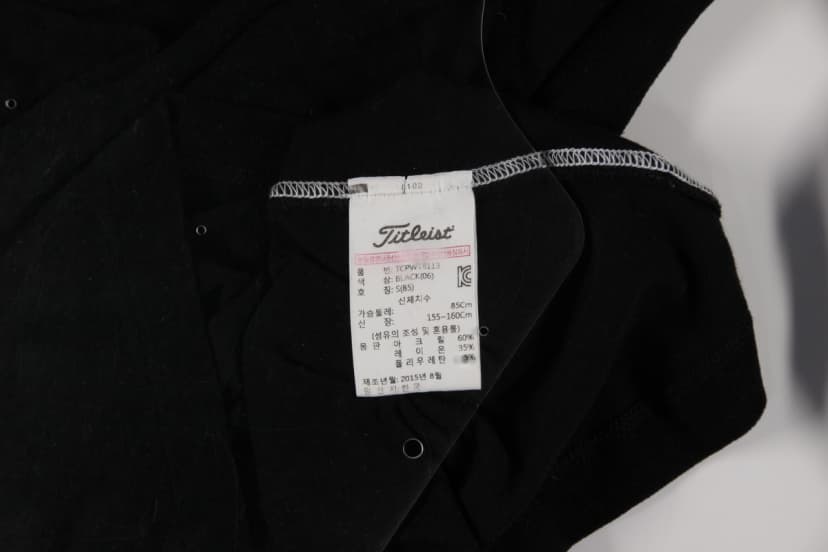 100
Titleist
품 번: TCPW
색 상: BLACK(06)
호 칭: S(85)
신체치수
가슴둘레: 85Cm
신 장: 155~160Cm
(섬유의 조성 및 혼용률)
몸 판 아 크 릴 60%
레 이 온 35%
폴 리 우 레 탄
제조년월: 2015년 8월